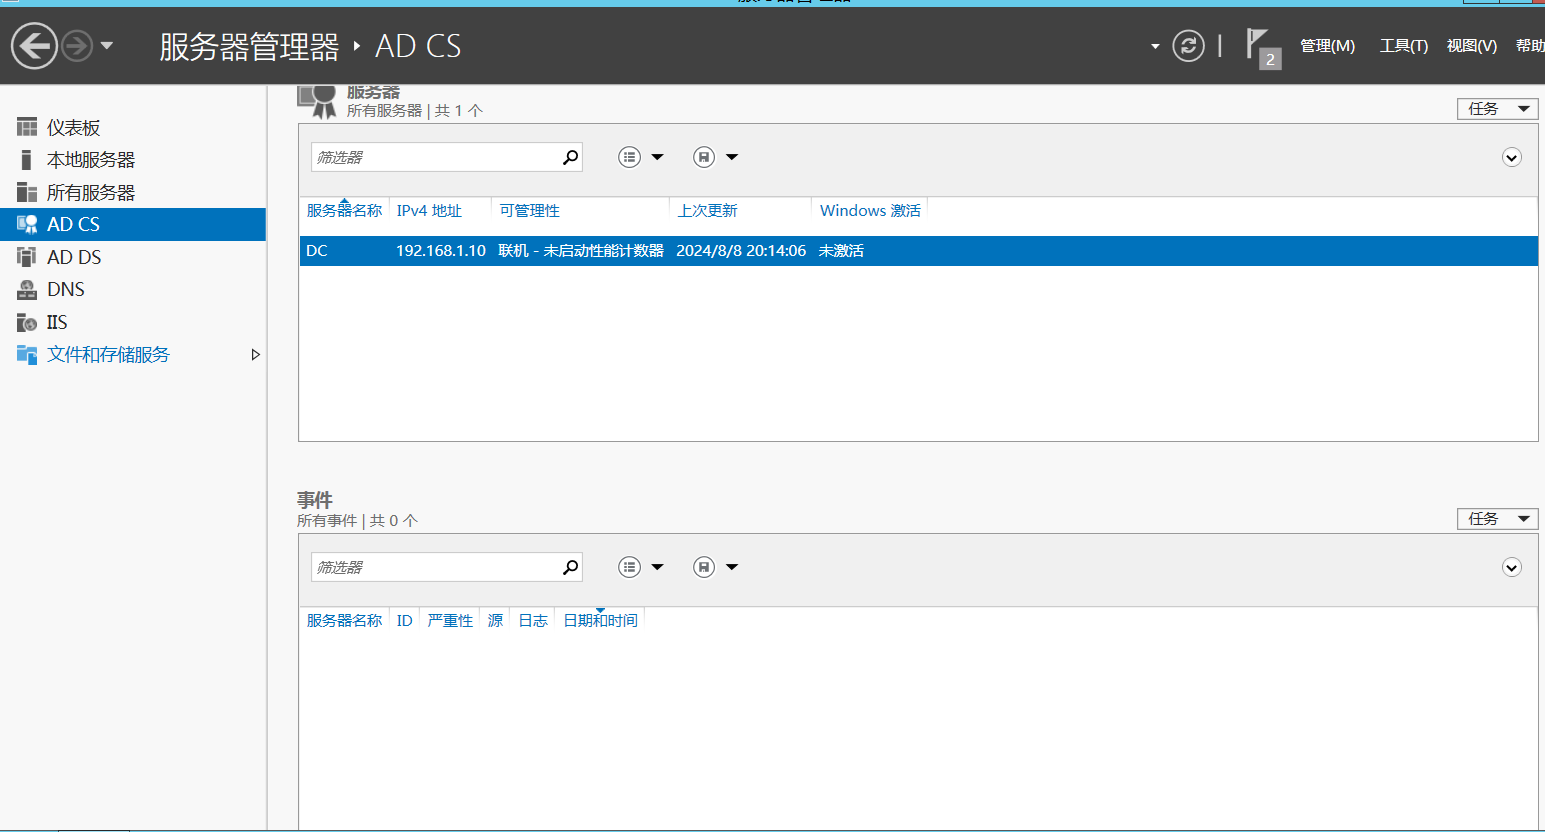 服务器管理器
服务器管理器 ‣ AD CS
2
管理(M) 工具(T) 视图(V) 帮助
仪表板
本地服务器
所有服务器
AD CS
AD DS
DNS
IIS
文件和存储服务
服务器
所有服务器 | 共 1 个
任务
筛选器
服务器名称 IPv4 地址 可管理性 上次更新 Windows 激活
DC 192.168.1.10 联机 - 未启动性能计数器 2024/8/8 20:14:06 未激活
事件
所有事件 | 共 0 个
任务
筛选器
服务器名称 ID 严重性 源 日志 日期和时间